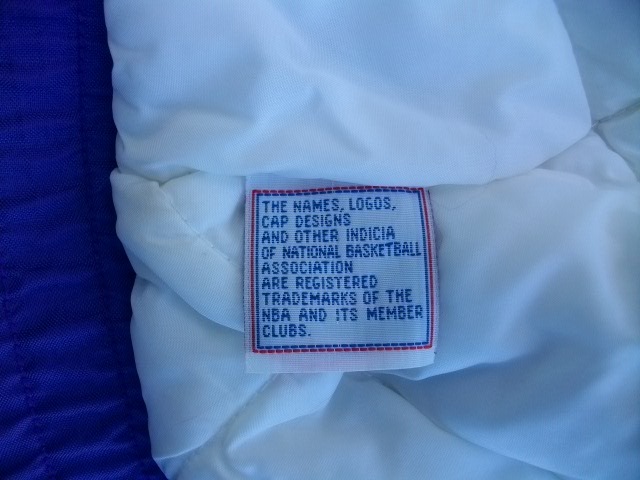 THE NAMES, LOGOS,
CAP DESIGNS
AND OTHER INDICIA
OF NATIONAL BASKETBALL
ASSOCIATION
ARE REGISTERED
TRADEMARKS OF THE
NBA AND ITS MEMBER
CLUBS.